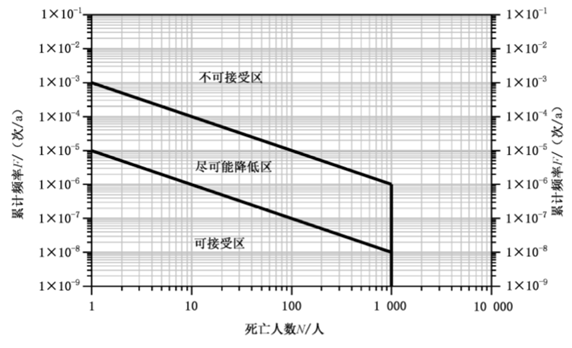 1×10⁻¹ 1×10⁻¹
1×10⁻² 1×10⁻²
不可接受区
1×10⁻³ 1×10⁻³
1×10⁻⁴ 1×10⁻⁴
1×10⁻⁵ 1×10⁻⁵
尽可能降低区
1×10⁻⁶ 1×10⁻⁶
1×10⁻⁷ 1×10⁻⁷
可接受区
1×10⁻⁸ 1×10⁻⁸
1×10⁻⁹ 1×10⁻⁹
累计频率F/（次/a）
累计频率F/（次/a）
1 10 100 1 000 10 000
死亡人数N/人